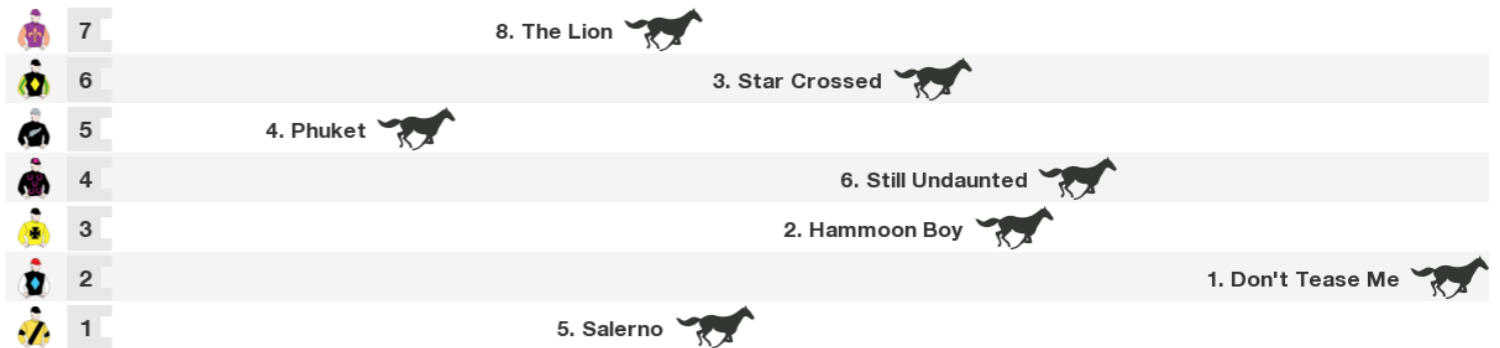 7 8. The Lion
6 3. Star Crossed
5 4. Phuket
4 6. Still Undaunted
3 2. Hammoon Boy
2 1. Don't Tease Me
1 5. Salerno